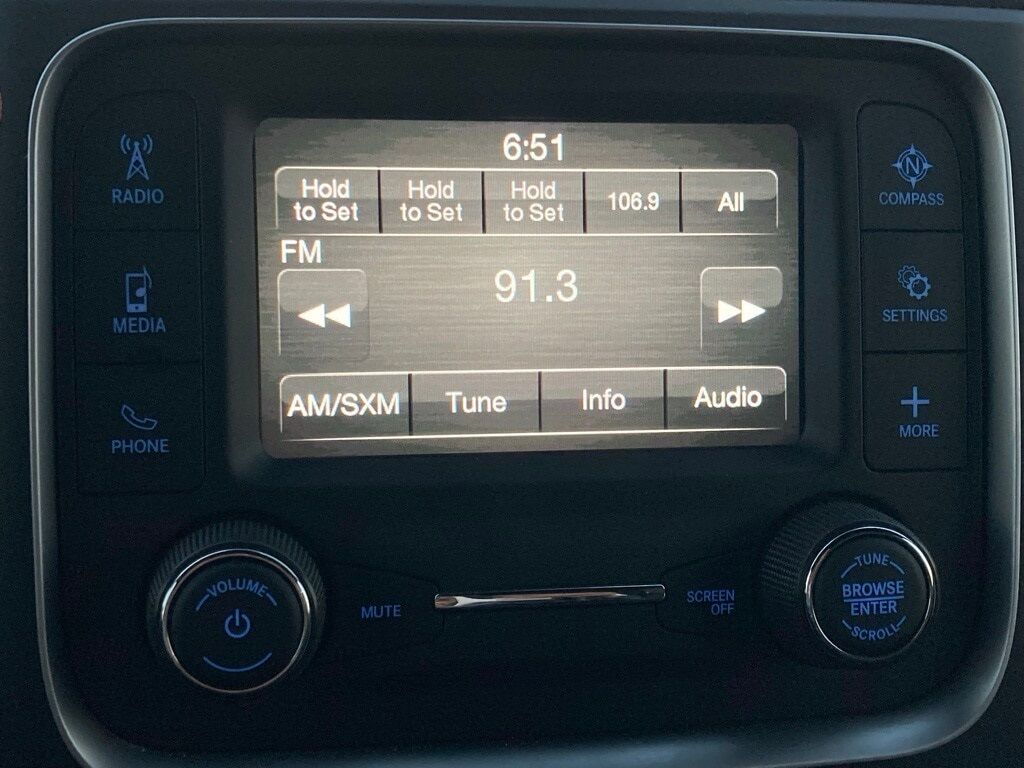 6:51
Hold to Set
Hold to Set
Hold to Set
106.9
All
FM
91.3
AM/SXM
Tune
Info
Audio
RADIO
MEDIA
PHONE
N
COMPASS
SETTINGS
MORE
VOLUME
MUTE
SCREEN OFF
TUNE
BROWSE
ENTER
SCROLL